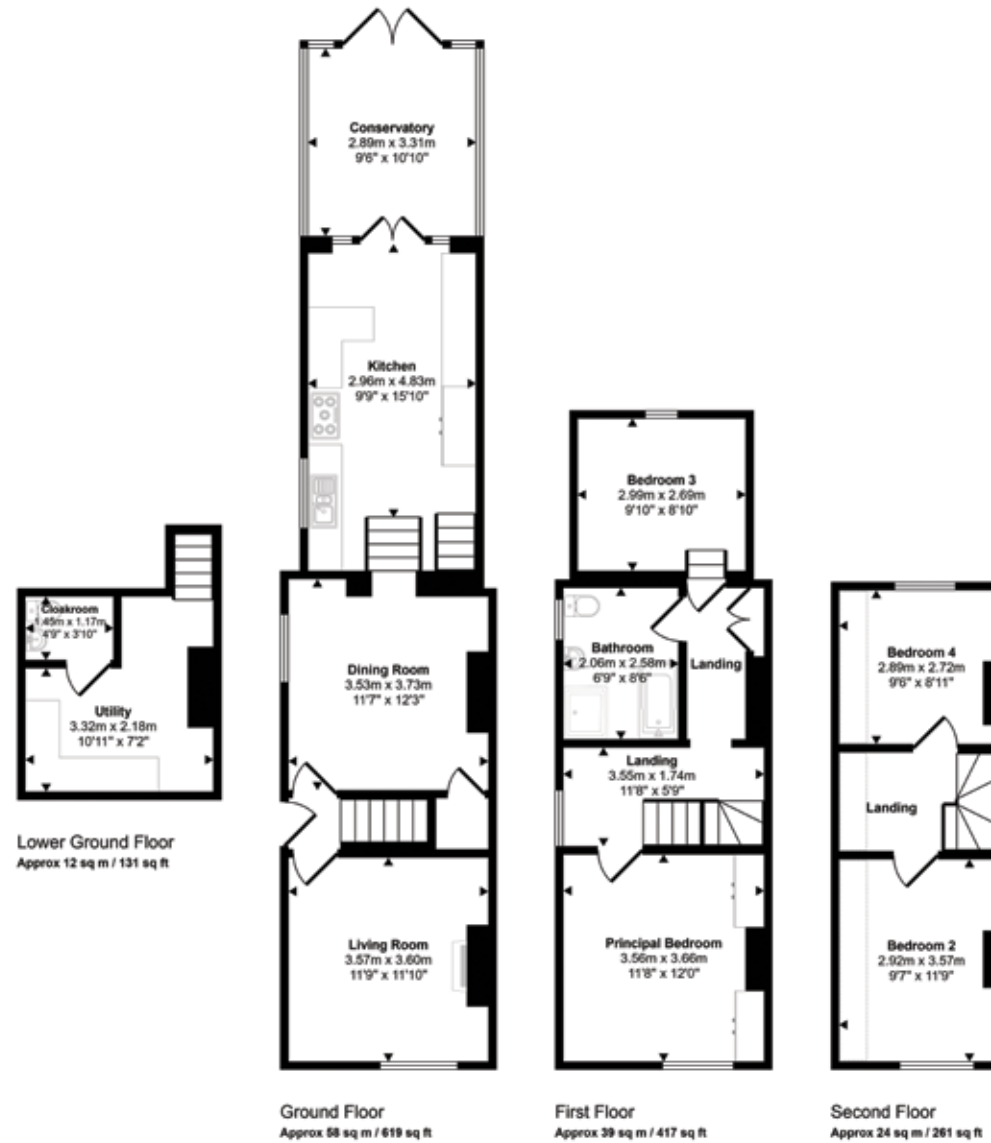 Cloakroom
1.45m x 1.17m
4'9" x 3'10"
Utility
3.32m x 2.18m
10'11" x 7'2"
Lower Ground Floor
Approx 12 sq m / 131 sq ft
Conservatory
2.89m x 3.31m
9'6" x 10'10"
Kitchen
2.96m x 4.83m
9'9" x 15'10"
Dining Room
3.53m x 3.73m
11'7" x 12'3"
Living Room
3.57m x 3.60m
11'9" x 11'10"
Ground Floor
Approx 58 sq m / 619 sq ft
Bedroom 3
2.99m x 2.69m
9'10" x 8'10"
Bathroom
2.06m x 2.58m
6'9" x 8'6"
Landing
Landing
3.55m x 1.74m
11'8" x 5'9"
Principal Bedroom
3.56m x 3.66m
11'8" x 12'0"
First Floor
Approx 39 sq m / 417 sq ft
Bedroom 4
2.89m x 2.72m
9'6" x 8'11"
Landing
Bedroom 2
2.92m x 3.57m
9'7" x 11'9"
Second Floor
Approx 24 sq m / 261 sq ft